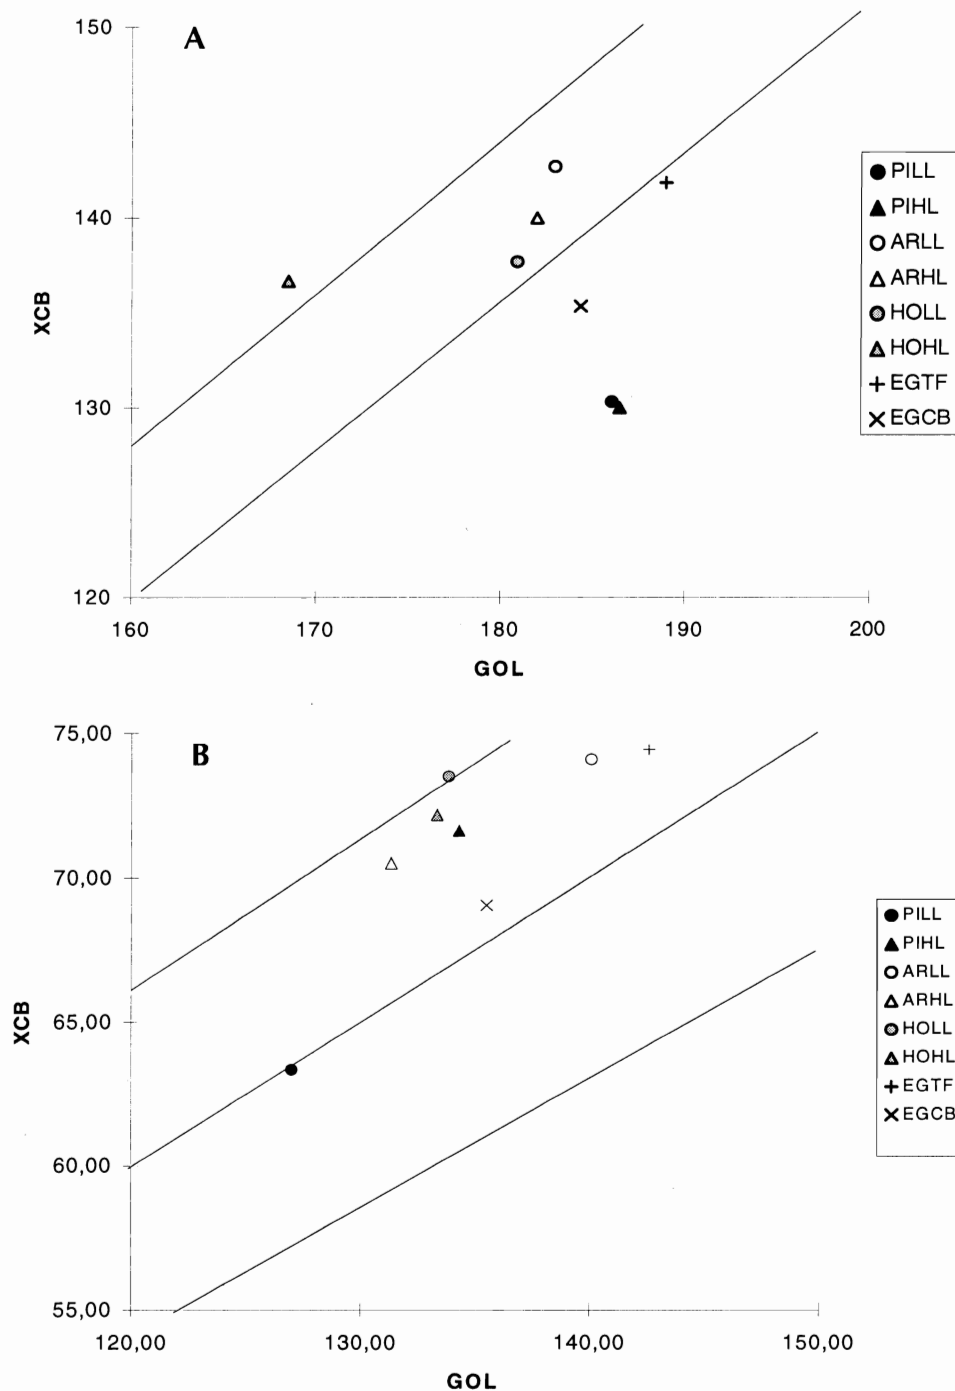 A
150
140
130
120
XCB
160 170 180 190 200
GOL
PILL
PIHL
ARLL
ARHL
HOLL
HOHL
EGTF
EGCB
B
75,00
70,00
65,00
60,00
55,00
XCB
120,00 130,00 140,00 150,00
GOL
PILL
PIHL
ARLL
ARHL
HOLL
HOHL
EGTF
EGCB